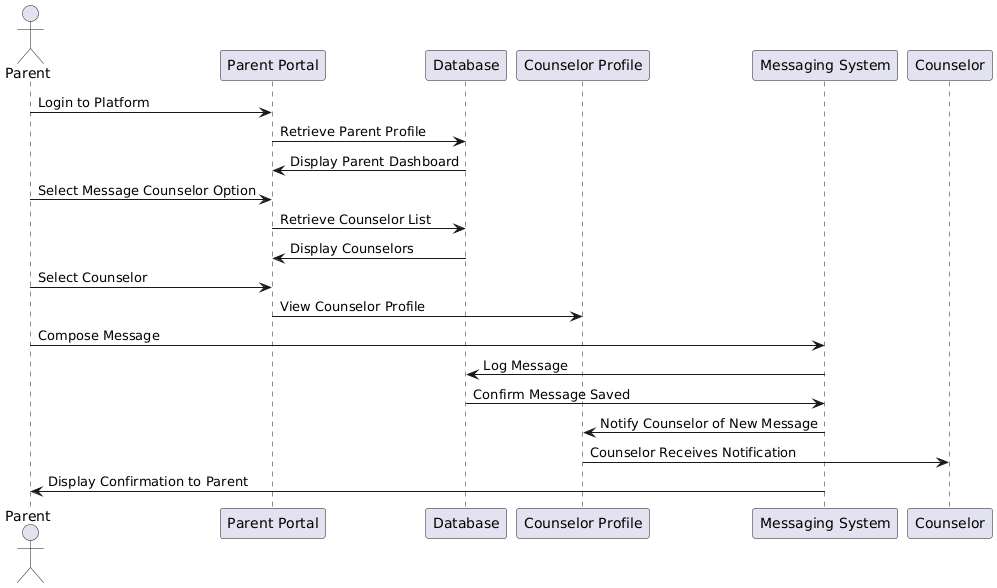 Parent
Parent Portal
Database
Counselor Profile
Messaging System
Counselor
Login to Platform
Retrieve Parent Profile
Display Parent Dashboard
Select Message Counselor Option
Retrieve Counselor List
Display Counselors
Select Counselor
View Counselor Profile
Compose Message
Log Message
Confirm Message Saved
Notify Counselor of New Message
Counselor Receives Notification
Display Confirmation to Parent
Parent
Parent Portal
Database
Counselor Profile
Messaging System
Counselor